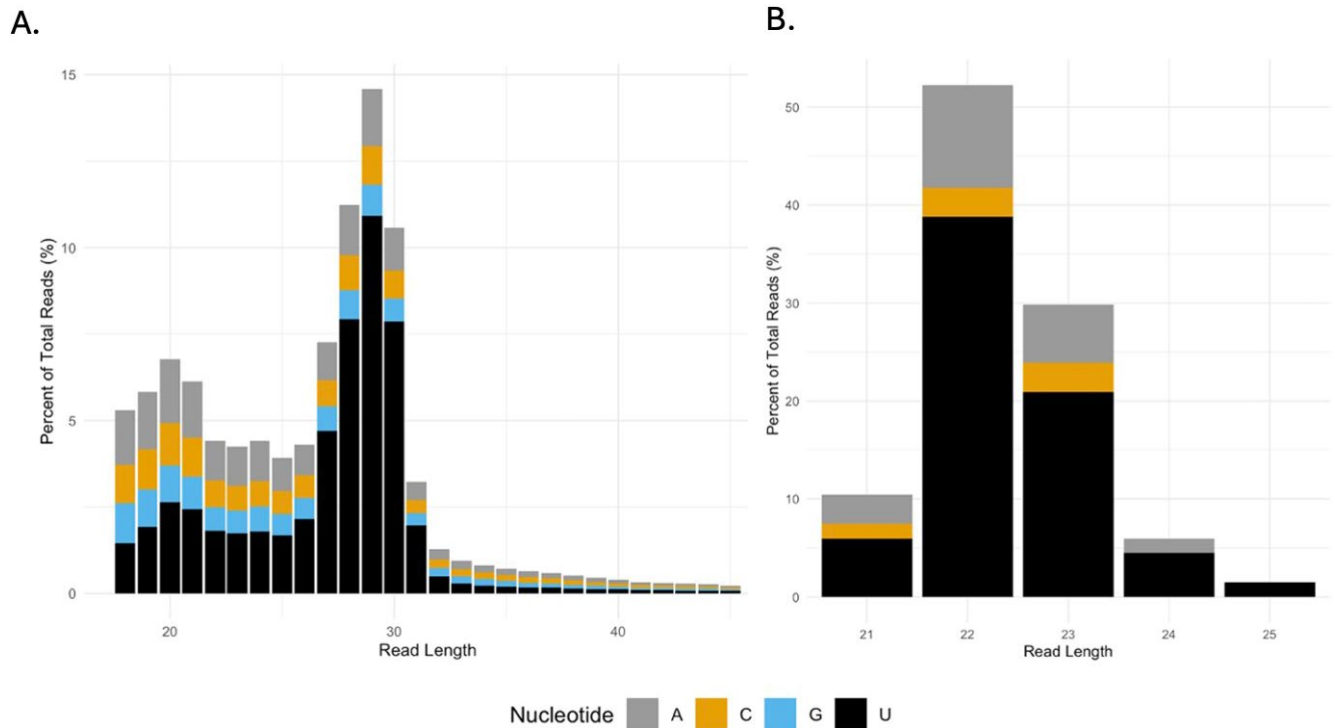 A.
Percent of Total Reads (%)
15
10
5
0
20
30
40
Read Length
B.
Percent of Total Reads (%)
50
40
30
20
10
0
21
22
23
24
25
Read Length
Nucleotide A C G U